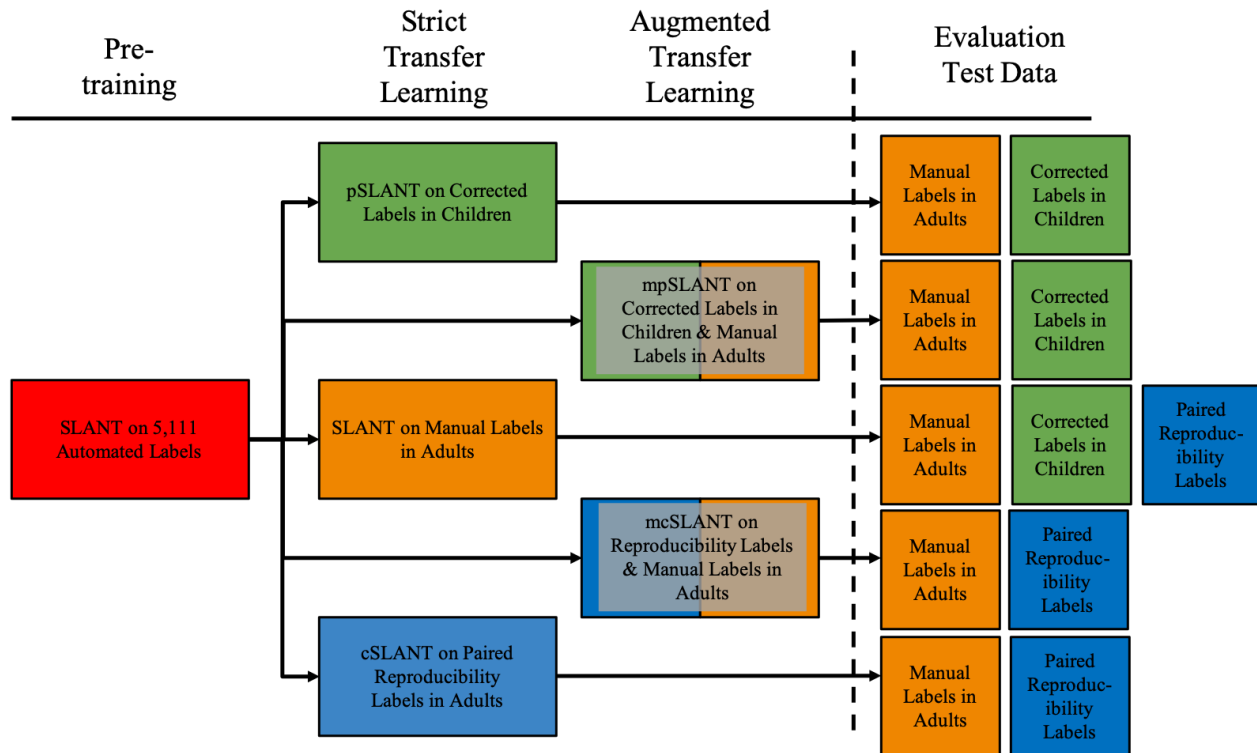 Pre-
training
Strict
Transfer
Learning
Augmented
Transfer
Learning
Evaluation
Test Data
pSLANT on Corrected
Labels in Children
Manual
Labels in
Adults
Corrected
Labels in
Children
mpSLANT on
Corrected Labels in
Children & Manual
Labels in Adults
Manual
Labels in
Adults
Corrected
Labels in
Children
SLANT on 5,111
Automated Labels
SLANT on Manual Labels
in Adults
Manual
Labels in
Adults
Corrected
Labels in
Children
Paired
Reproduc-
ibility
Labels
mcSLANT on
Reproducibility Labels
& Manual Labels in
Adults
Manual
Labels in
Adults
Paired
Reproduc-
ibility
Labels
cSLANT on Paired
Reproducibility
Labels in Adults
Manual
Labels in
Adults
Paired
Reproduc-
ibility
Labels